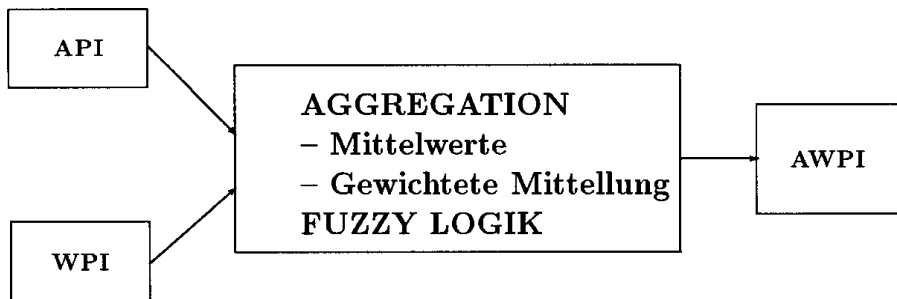 API
AGGREGATION
– Mittelwerte
– Gewichtete Mittellung
FUZZY LOGIK
AWPI
WPI